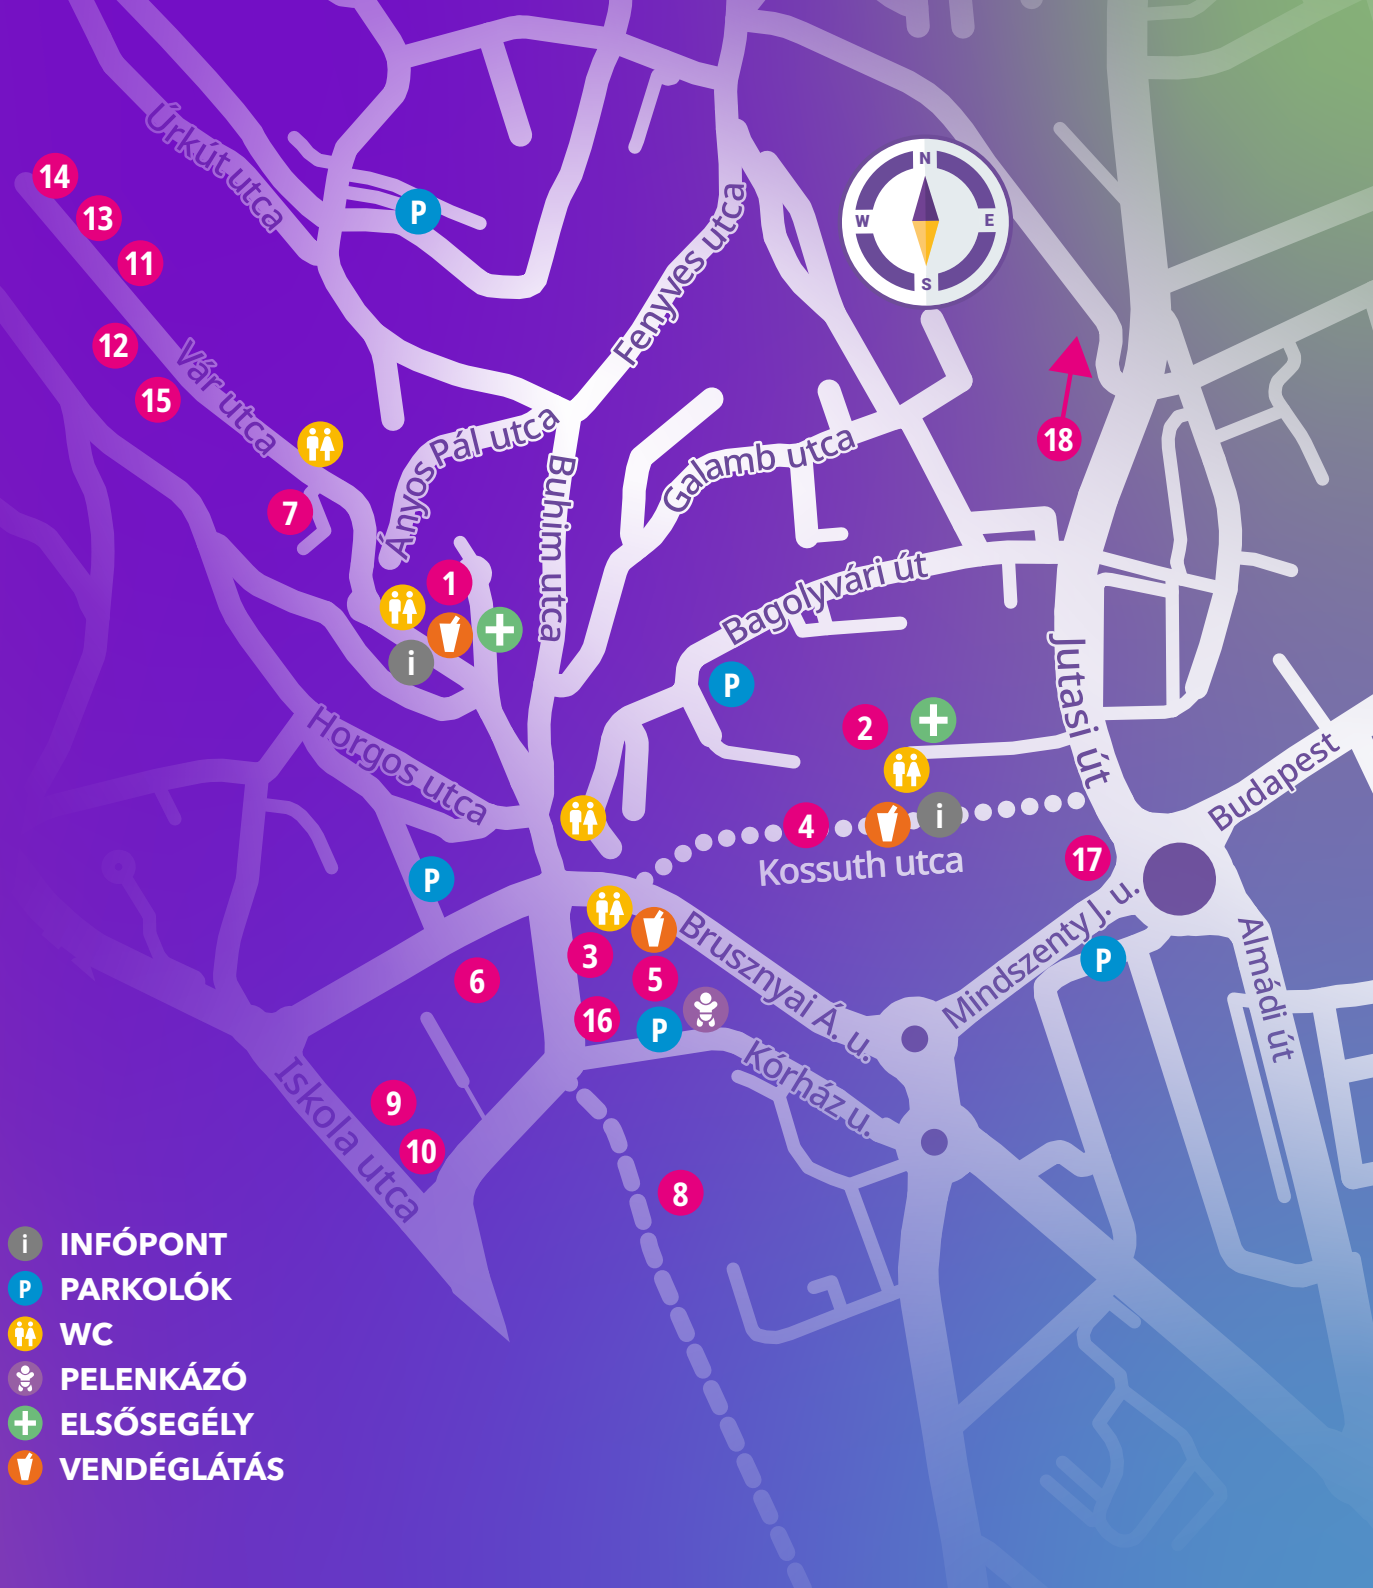 Úrkút utca
P
N
W
E
S
14
13
11
12
15
Vár utca
Fenyves utca
18
7
Ányos Pál utca
Buhim utca
Galamb utca
Bagolyvári út
1
i
P
2
Jutasi út
Horgos utca
4
i
Kossuth utca
17
Budapest
P
Mindszenty J. u.
Almádi út
P
Brusznyai Á. u.
3
5
6
16
P
Kórház u.
Iskola utca
9
10
8
i INFÓPONT
P PARKOLÓK
WC
PELENKÁZÓ
ELSŐSEGÉLY
VENDÉGLÁTÁS